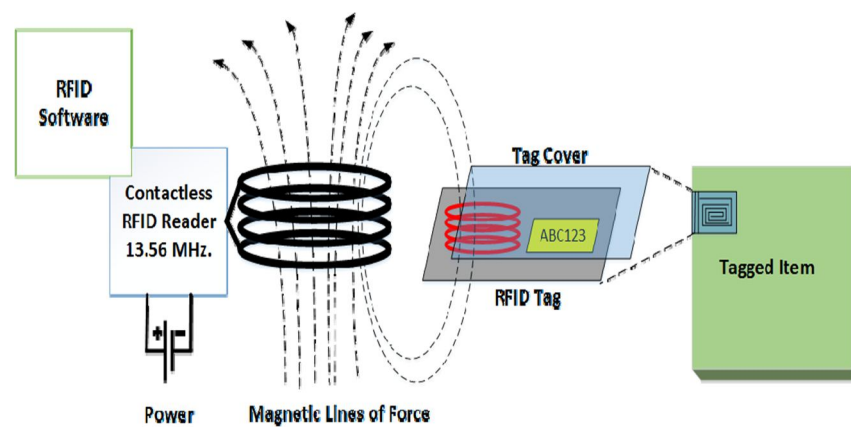 RFID
Software
Contactless
RFID Reader
13.56 MHz.
+ -
Power
Magnetic Lines of Force
Tag Cover
ABC123
RFID Tag
Tagged Item